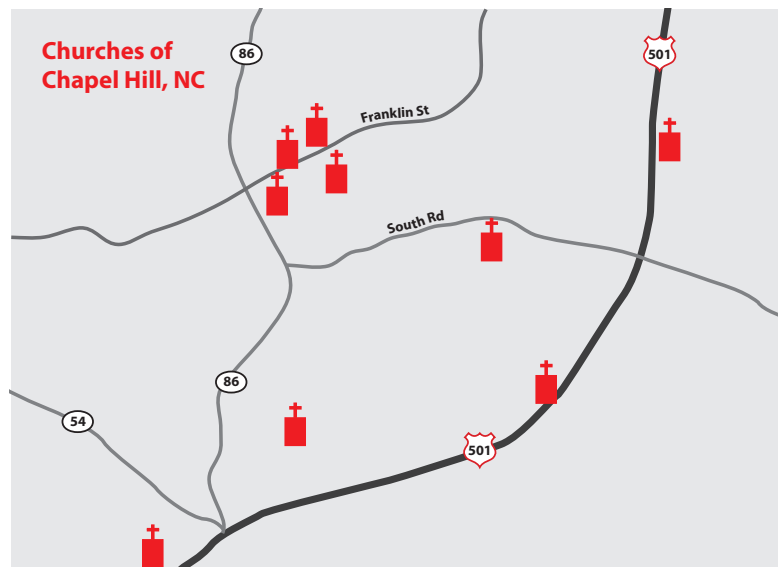 Churches of
Chapel Hill, NC
86
501
Franklin St
South Rd
86
54
501